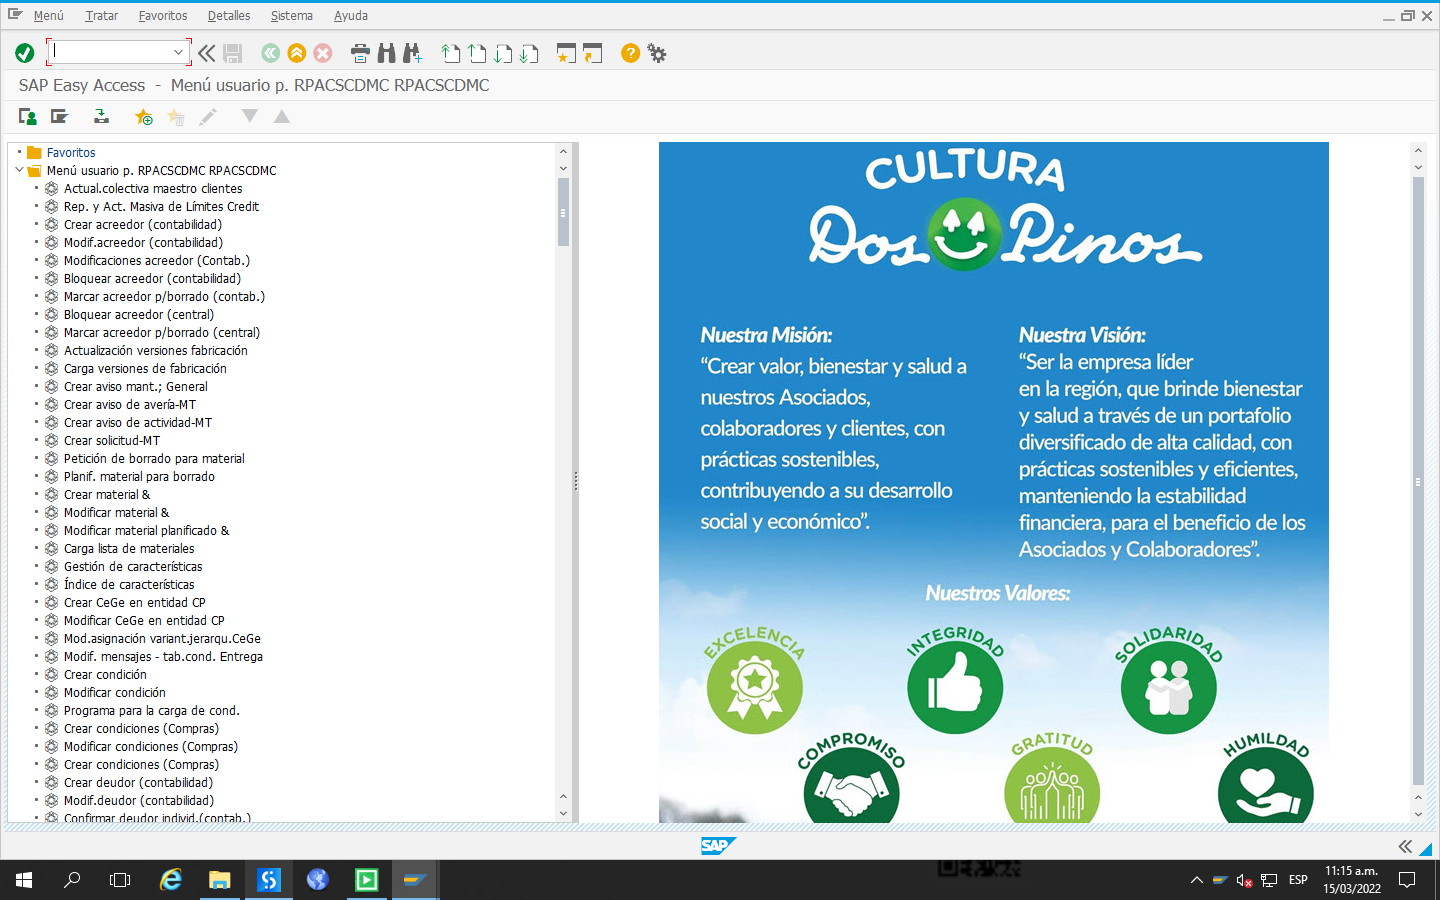 Menú Tratar Favoritos Detalles Sistema Ayuda
SAP Easy Access - Menú usuario p. RPACSCDMC RPACSCDMC
Favoritos
Menú usuario p. RPACSCDMC RPACSCDMC
Actual.colectiva maestro clientes
Rep. y Act. Masiva de Límites Credit
Crear acreedor (contabilidad)
Modif.acreedor (contabilidad)
Modificaciones acreedor (Contab.)
Bloquear acreedor (contabilidad)
Marcar acreedor p/borrado (contab.)
Bloquear acreedor (central)
Marcar acreedor p/borrado (central)
Actualización versiones fabricación
Carga versiones de fabricación
Crear aviso mant.; General
Crear aviso de avería-MT
Crear aviso de actividad-MT
Crear solicitud-MT
Petición de borrado para material
Planif. material para borrado
Crear material &
Modificar material &
Modificar material planificado &
Carga lista de materiales
Gestión de características
Índice de características
Crear CeGe en entidad CP
Modificar CeGe en entidad CP
Mod.asignación variant.jerarqu.CeGe
Modif. mensajes - tab.cond. Entrega
Crear condición
Modificar condición
Programa para la carga de cond.
Crear condiciones (Compras)
Modificar condiciones (Compras)
Crear condiciones (Compras)
Crear deudor (contabilidad)
Modif.deudor (contabilidad)
Confirmar deudor individ.(contab.)
CULTURA
Dos Pinos
Nuestra Misión:
“Crear valor, bienestar y salud a
nuestros Asociados,
colaboradores y clientes, con
prácticas sostenibles,
contribuyendo a su desarrollo
social y económico”.
Nuestra Visión:
“Ser la empresa líder
en la región, que brinde bienestar
y salud a través de un portafolio
diversificado de alta calidad, con
prácticas sostenibles y eficientes,
manteniendo la estabilidad
financiera, para el beneficio de los
Asociados y Colaboradores”.
Nuestros Valores:
EXCELENCIA
INTEGRIDAD
SOLIDARIDAD
COMPROMISO
GRATITUD
HUMILDAD
SAP
ESP
11:15 a.m.
15/03/2022